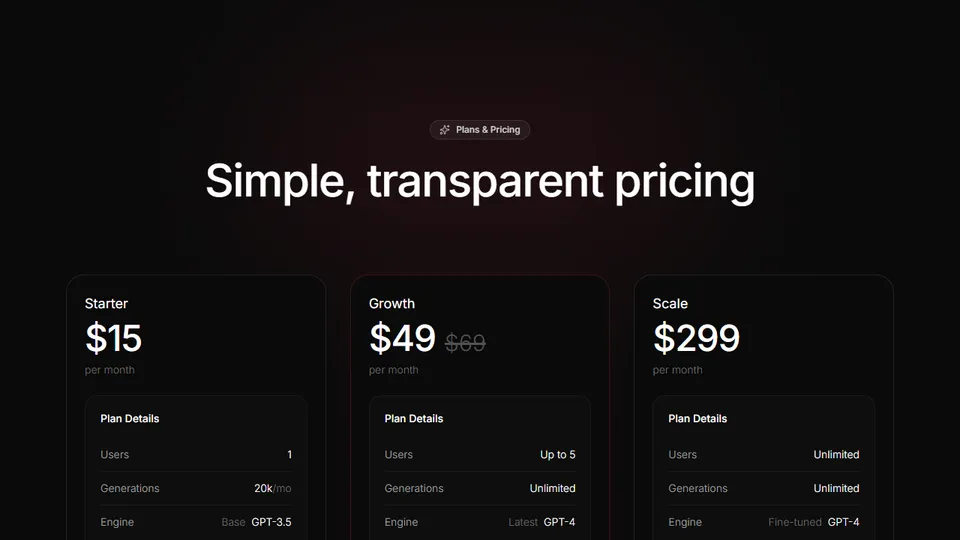 Plans & Pricing
Simple, transparent pricing
Starter
$15
per month
Plan Details
Users 1
Generations 20k/mo
Engine Base GPT-3.5
Growth
$49 $69
per month
Plan Details
Users Up to 5
Generations Unlimited
Engine Latest GPT-4
Scale
$299
per month
Plan Details
Users Unlimited
Generations Unlimited
Engine Fine-tuned GPT-4